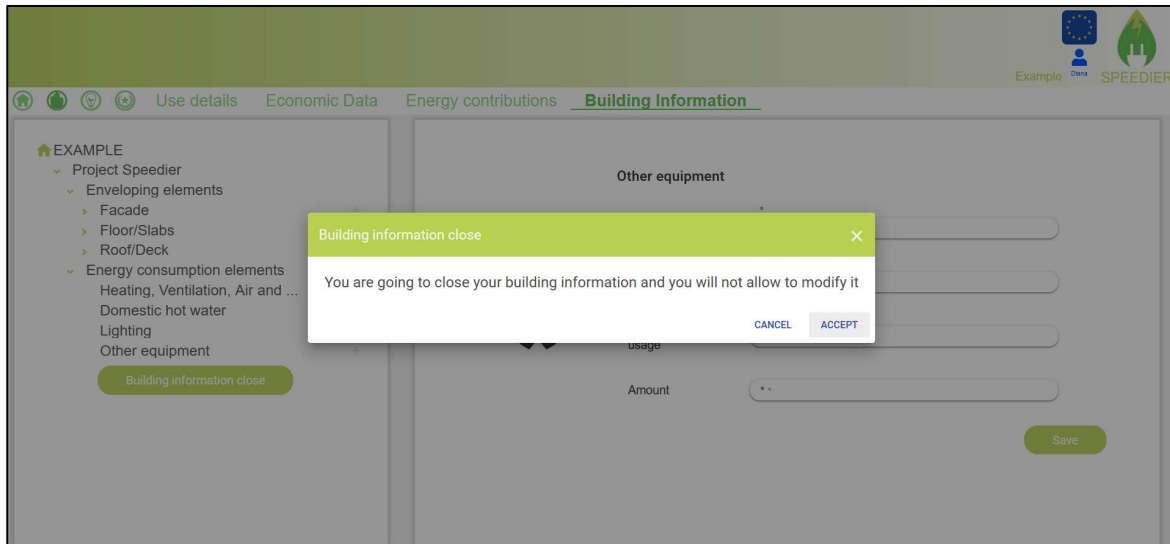 Example
Diana
SPEEDIER
Use details Economic Data Energy contributions Building Information
EXAMPLE
Project Speedier
Enveloping elements
Facade
Floor/Slabs
Roof/Deck
Energy consumption elements
Heating, Ventilation, Air and ...
Domestic hot water
Lighting
Other equipment
Building information close
Other equipment
Building information close
You are going to close your building information and you will not allow to modify it
CANCEL ACCEPT
usage
Amount
Save